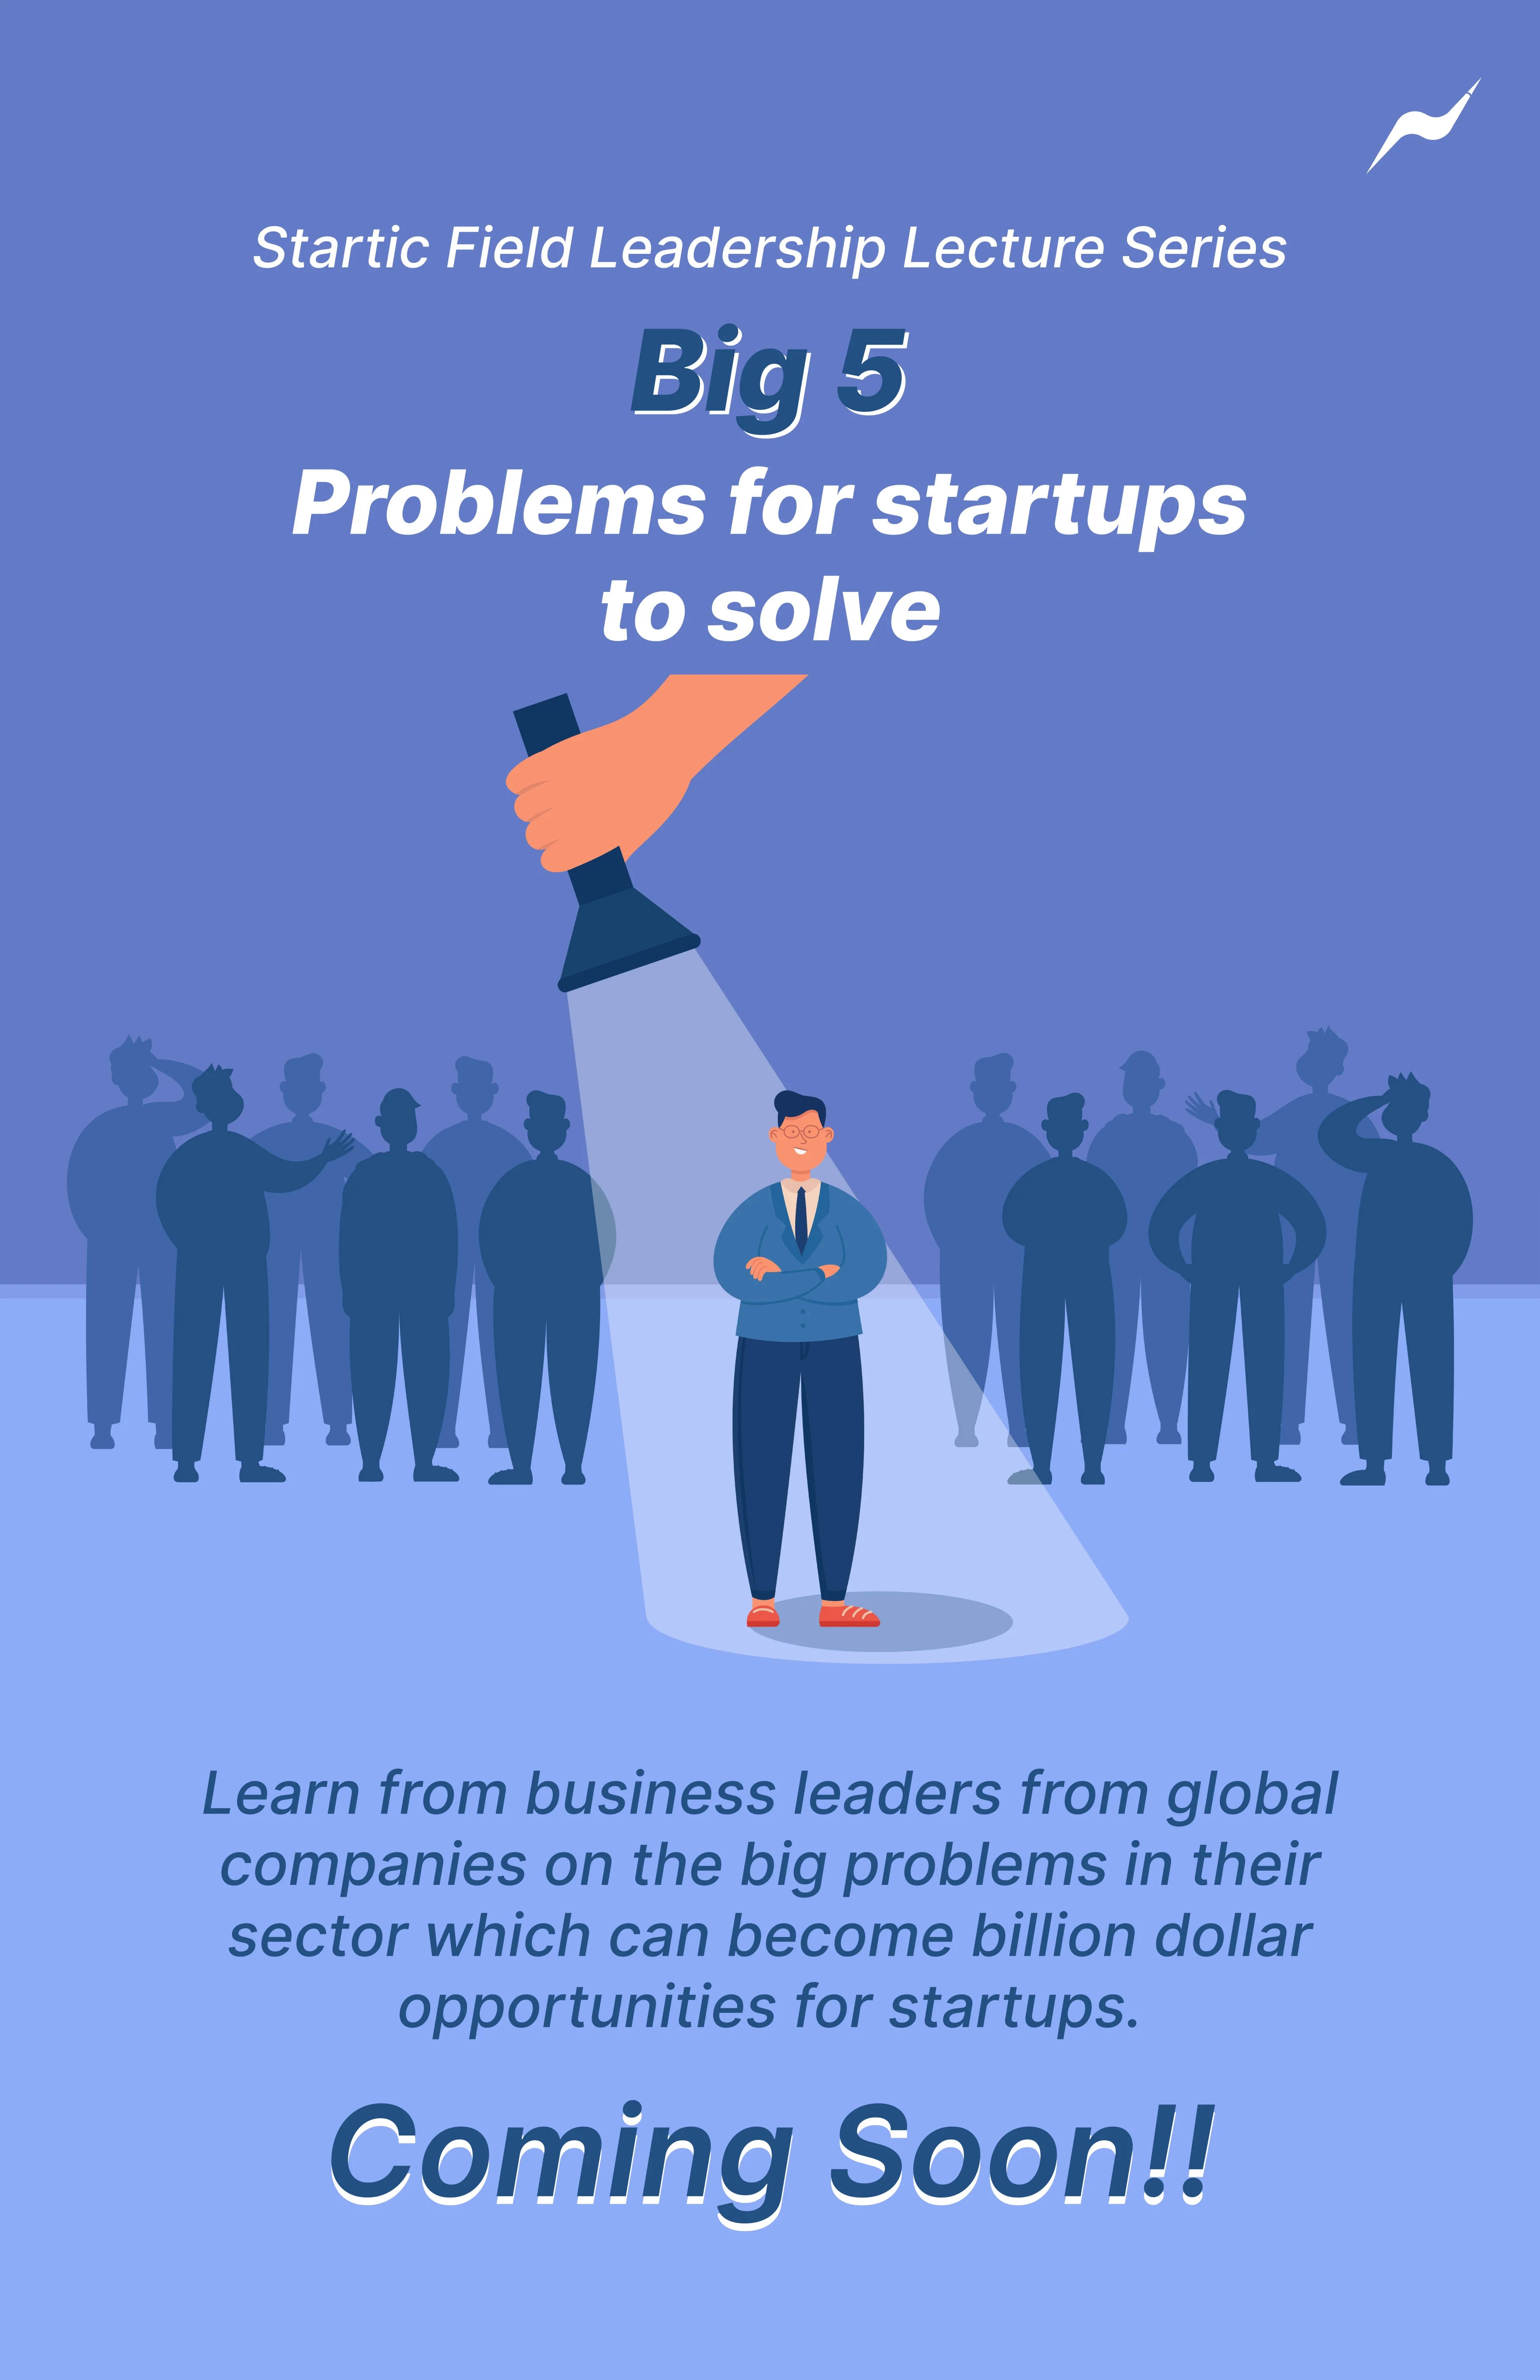 Startic Field Leadership Lecture Series
Big 5
Problems for startups
to solve
Learn from business leaders from global
companies on the big problems in their
sector which can become billion dollar
opportunities for startups.
Coming Soon!!